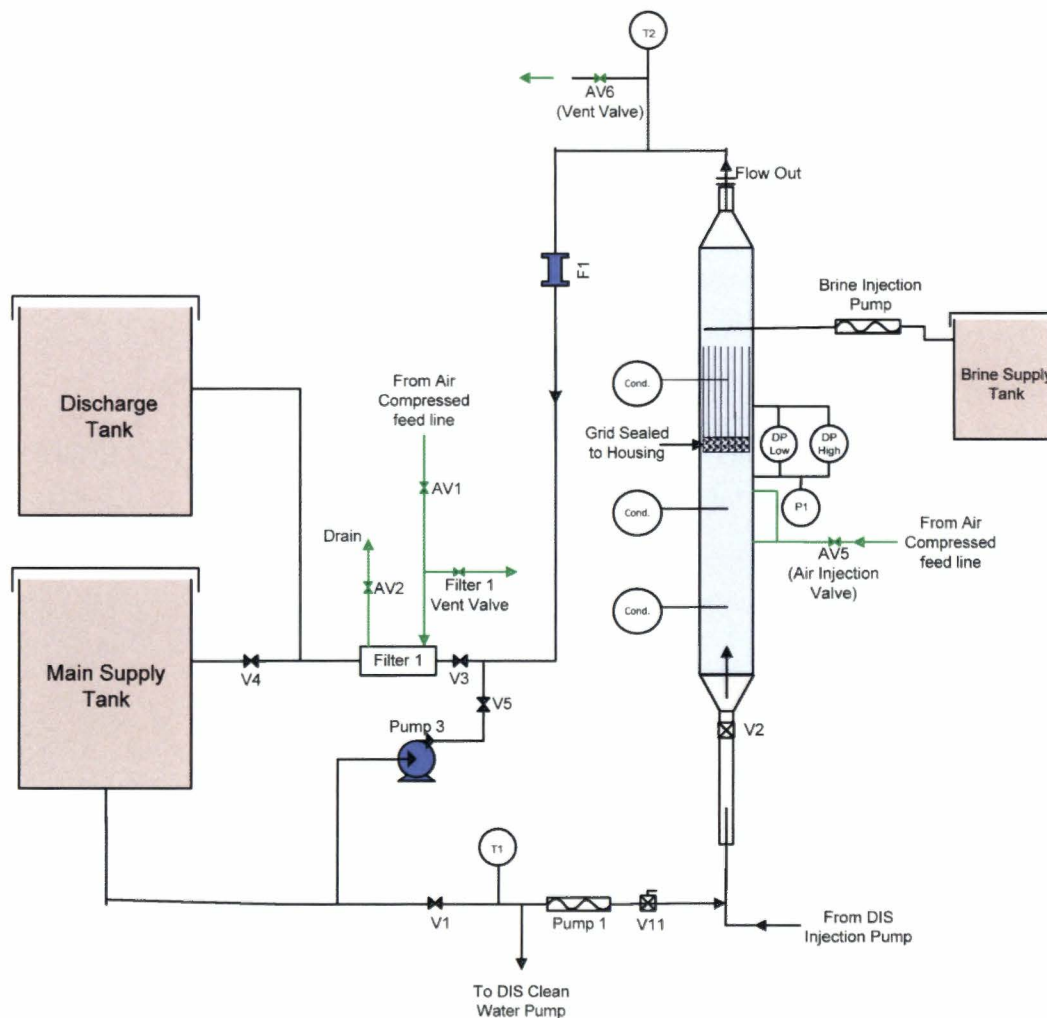 T2
AV6
(Vent Valve)
Flow Out
F1
Brine Injection
Pump
Brine Supply
Tank
Discharge
Tank
From Air
Compressed
feed line
Cond.
Grid Sealed
to Housing
DP
Low
DP
High
P1
AV1
Cond.
From Air
Compressed
feed line
AV5
(Air Injection
Valve)
Drain
AV2
Filter 1
Vent Valve
Cond.
Main Supply
Tank
V4
Filter 1
V3
V5
Pump 3
V2
T1
V1
Pump 1
V11
From DIS
Injection Pump
To DIS Clean
Water Pump